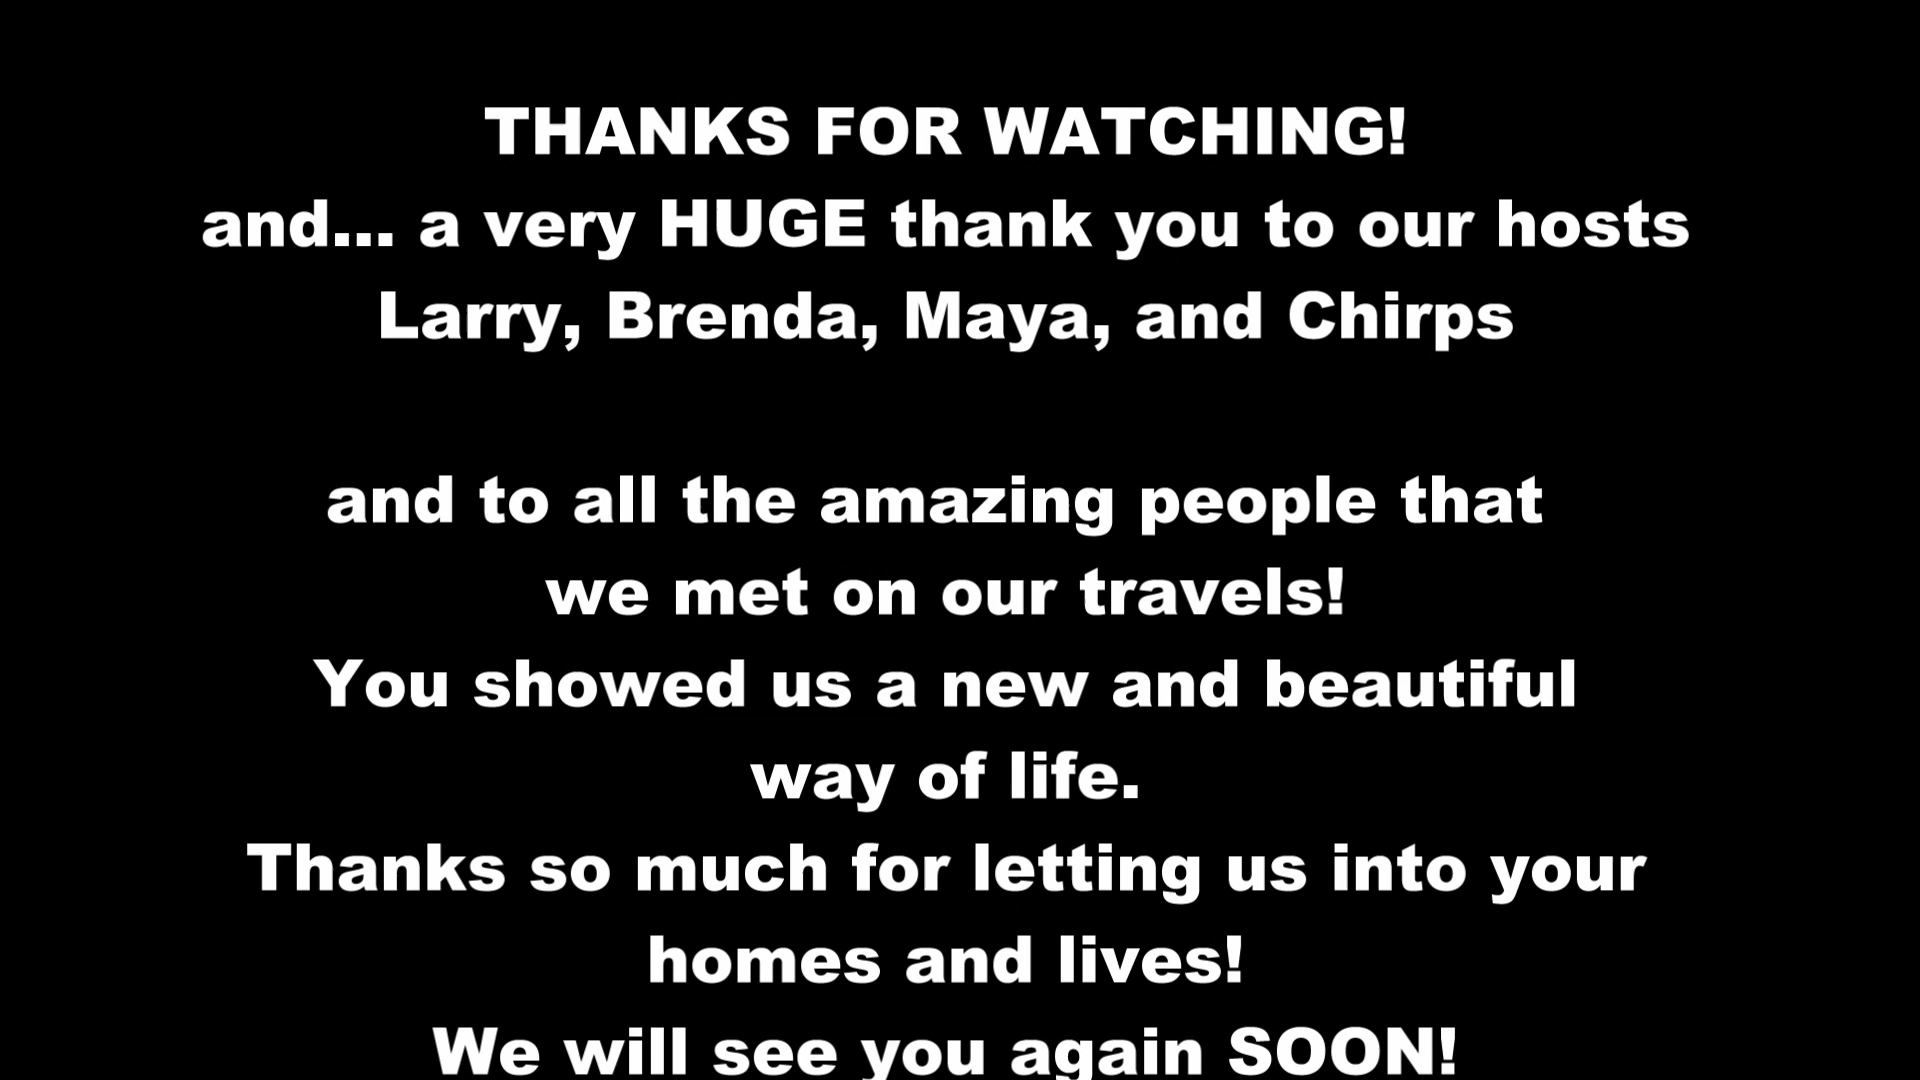 THANKS FOR WATCHING!
and... a very HUGE thank you to our hosts
Larry, Brenda, Maya, and Chirps
and to all the amazing people that
we met on our travels!
You showed us a new and beautiful
way of life.
Thanks so much for letting us into your
homes and lives!
We will see you again SOON!